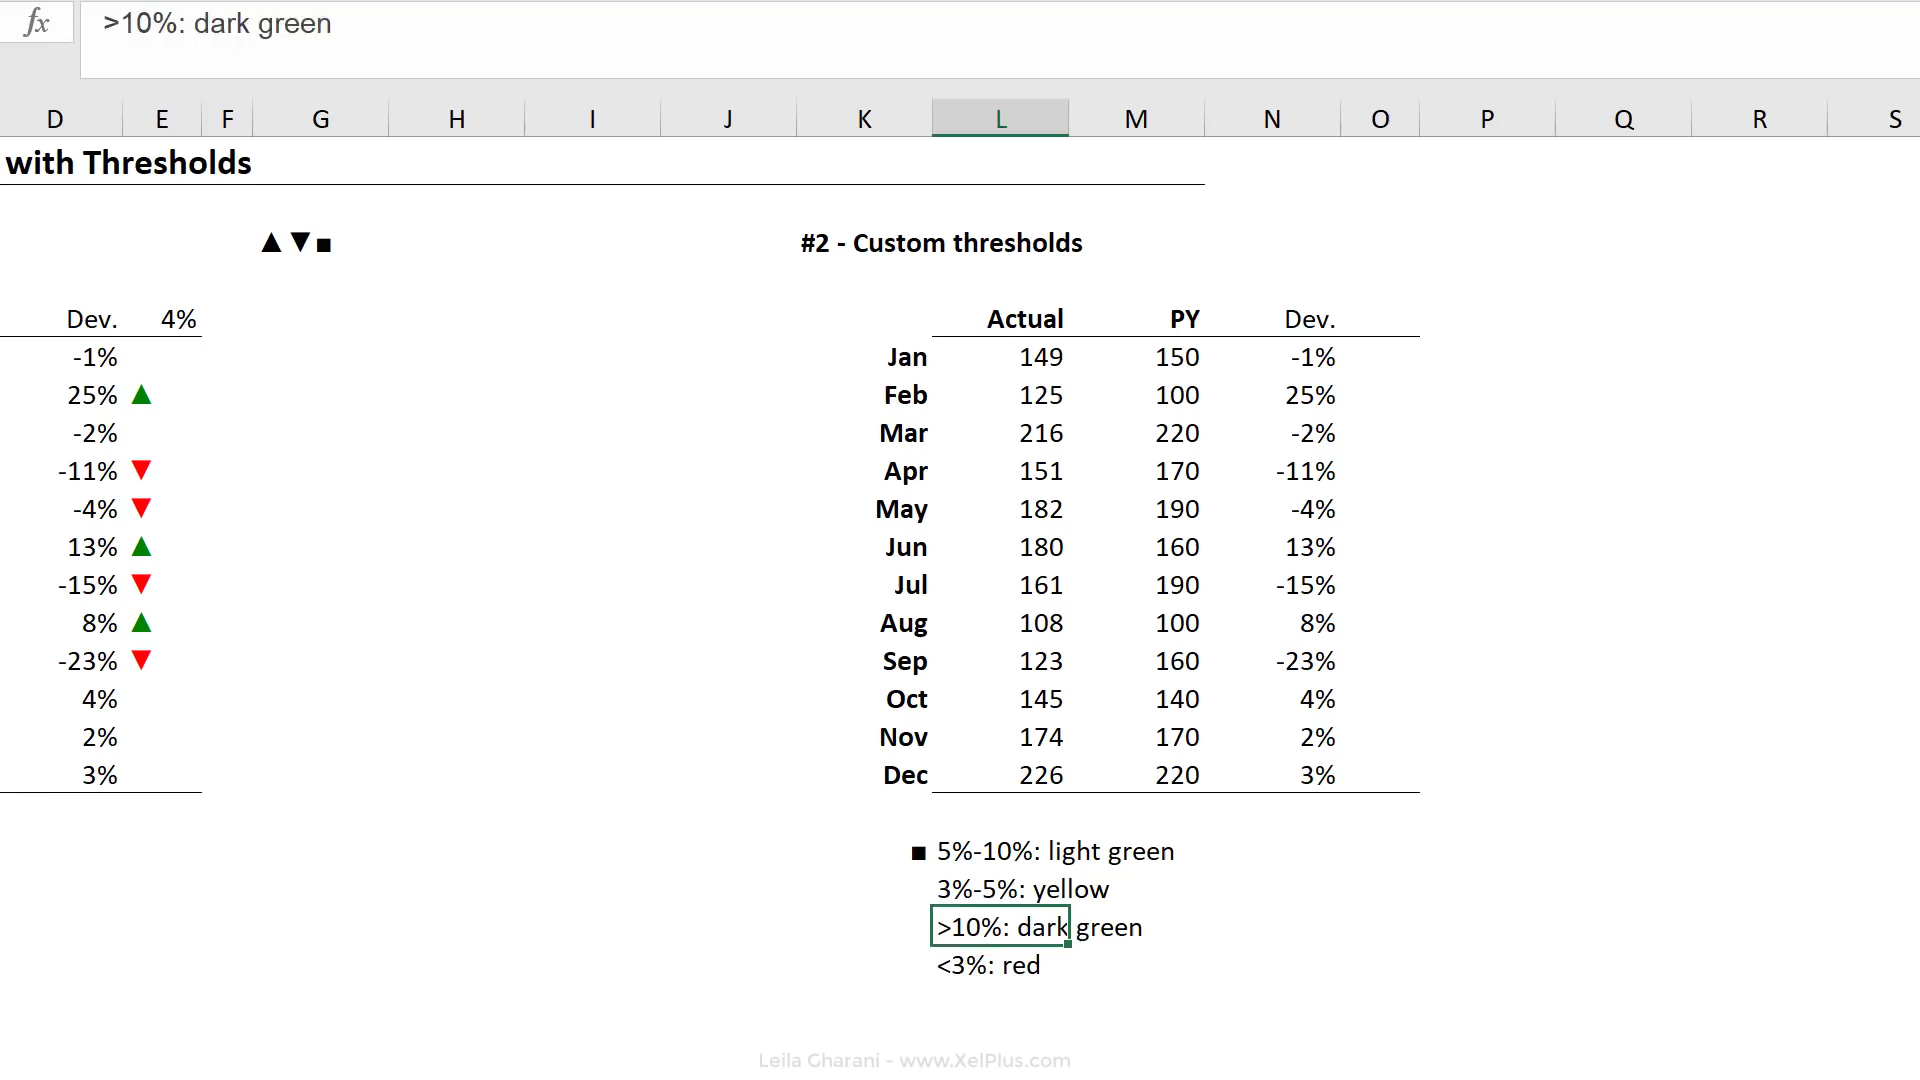 fx >10%: dark green
D E F G H I J K L M N O P Q R S
with Thresholds
▲▼■ #2 - Custom thresholds
Dev. 4% Actual PY Dev.
-1% Jan 149 150 -1%
25% ▲ Feb 125 100 25%
-2% Mar 216 220 -2%
-11% ▼ Apr 151 170 -11%
-4% ▼ May 182 190 -4%
13% ▲ Jun 180 160 13%
-15% ▼ Jul 161 190 -15%
8% ▲ Aug 108 100 8%
-23% ▼ Sep 123 160 -23%
4% Oct 145 140 4%
2% Nov 174 170 2%
3% Dec 226 220 3%
■ 5%-10%: light green
3%-5%: yellow
>10%: dark green
<3%: red
Leila Gharani - www.XelPlus.com